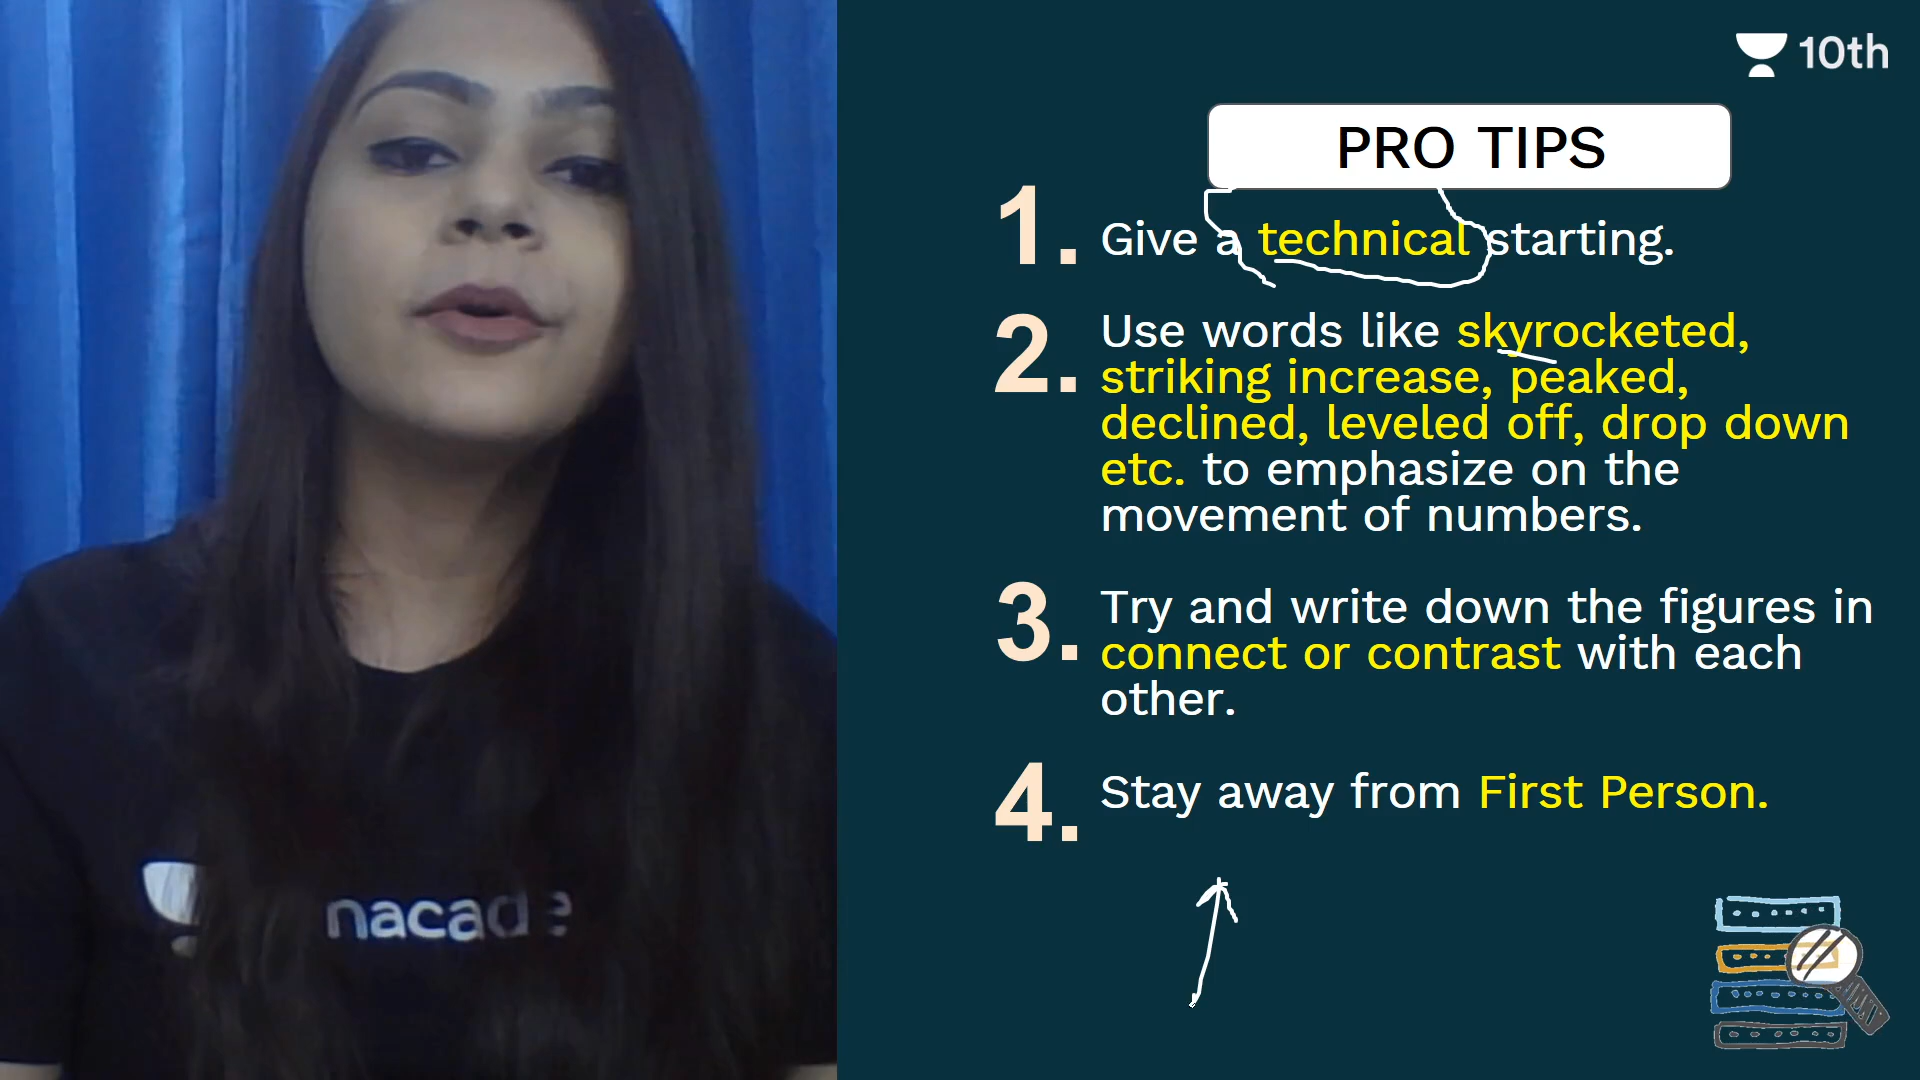 10th
PRO TIPS
1. Give a technical starting.
2. Use words like skyrocketed,
striking increase, peaked,
declined, leveled off, drop down
etc. to emphasize on the
movement of numbers.
3. Try and write down the figures in
connect or contrast with each
other.
4. Stay away from First Person.